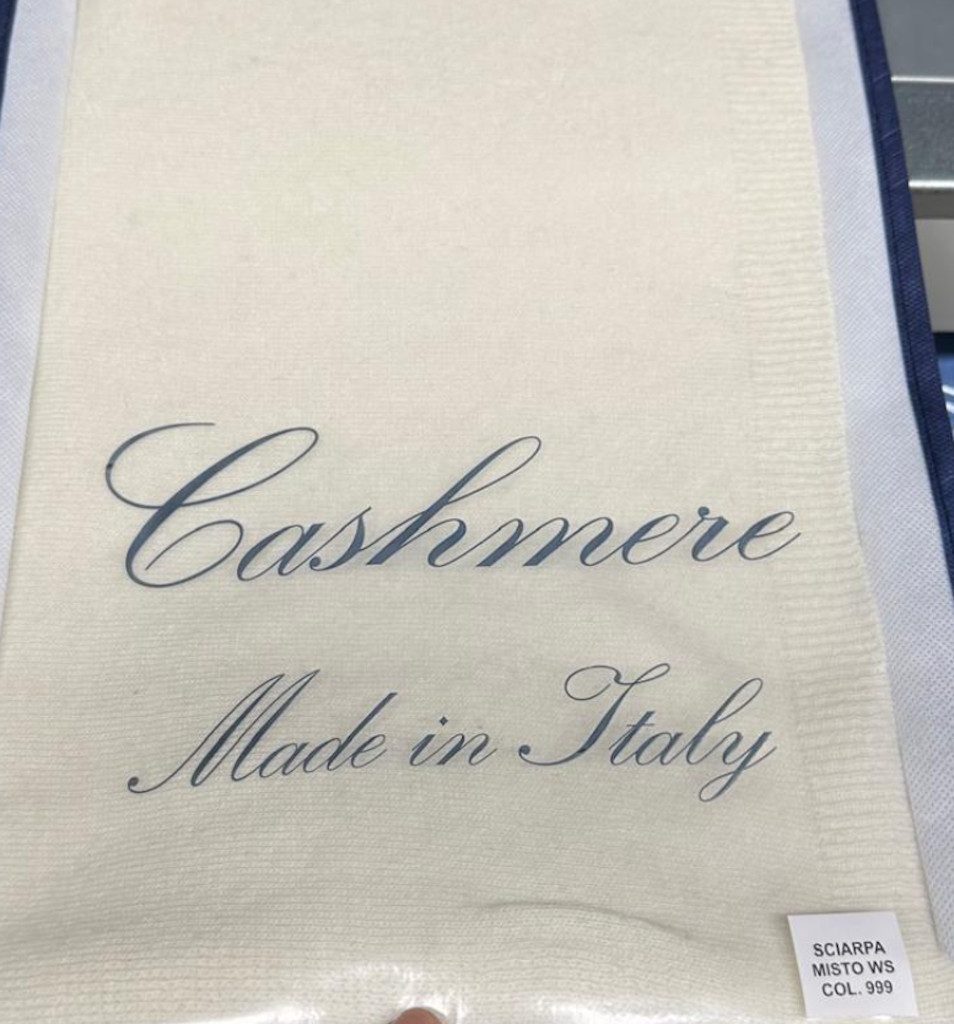 Cashmere
Made in Italy
SCIARPA
MISTO WS
COL. 999